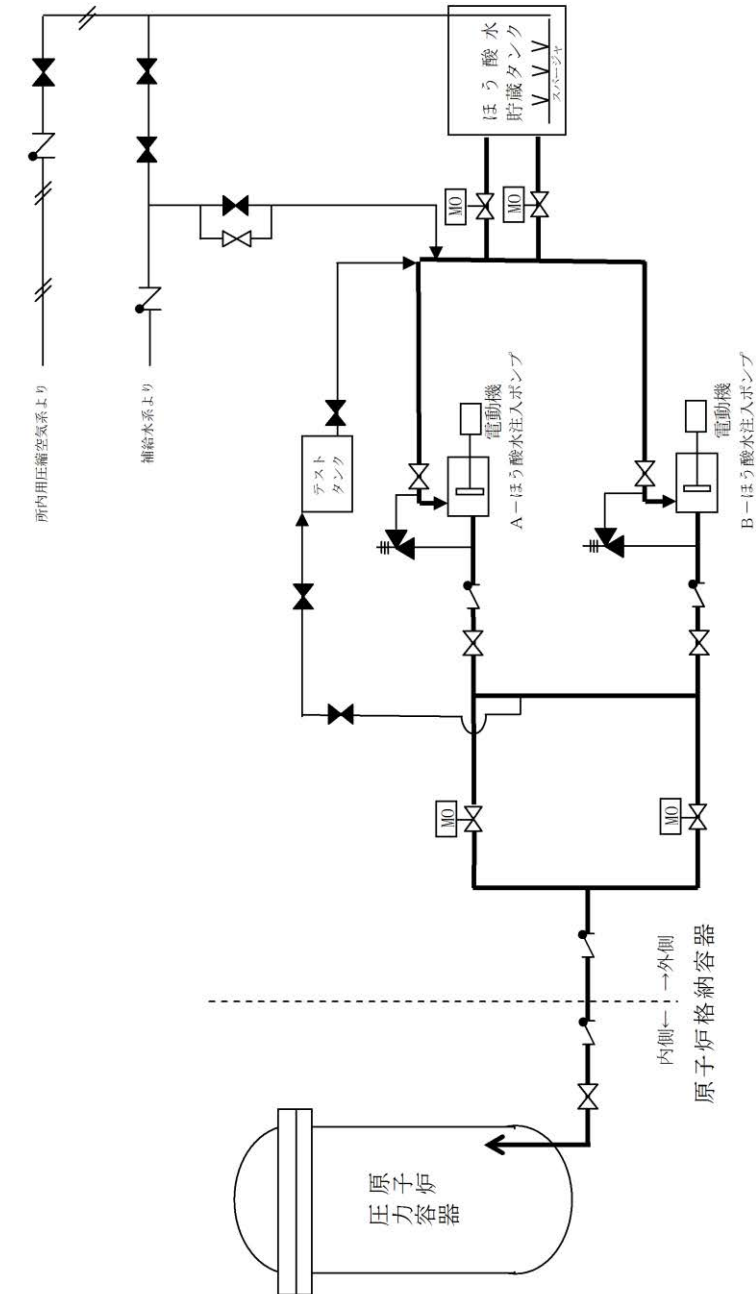 所内用圧縮空気系より
補給水系より
ほう酸水
貯蔵タンク
スパージャ
MO
MO
テスト
タンク
電動機
A－ほう酸水注入ポンプ
電動機
B－ほう酸水注入ポンプ
MO
MO
内側← →外側
原子炉格納容器
原子炉
圧力容器